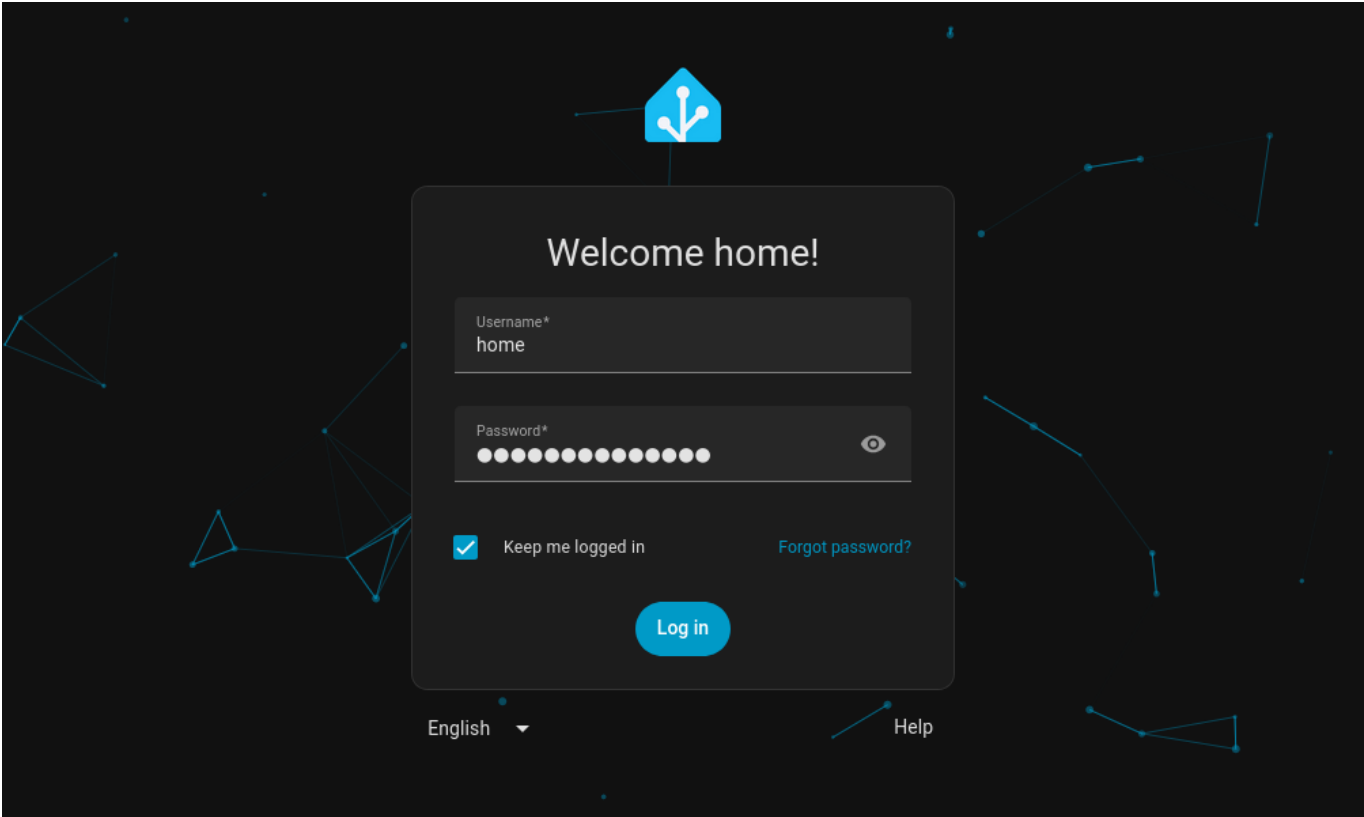 Welcome home!
Username*
home
Password*
●●●●●●●●●●●●●●
Keep me logged in
Forgot password?
Log in
English
Help